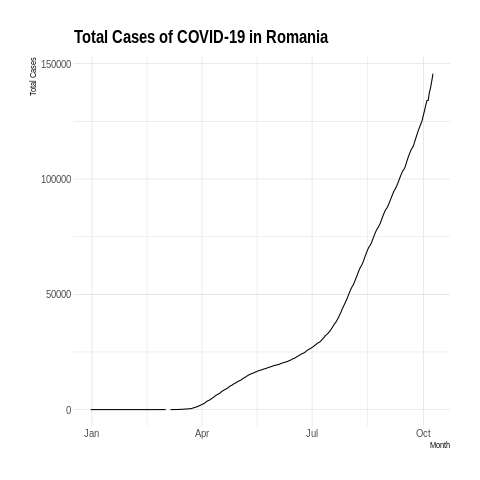 Total Cases of COVID-19 in Romania
Total Cases
150000
100000
50000
0
Jan Apr Jul Oct
Month